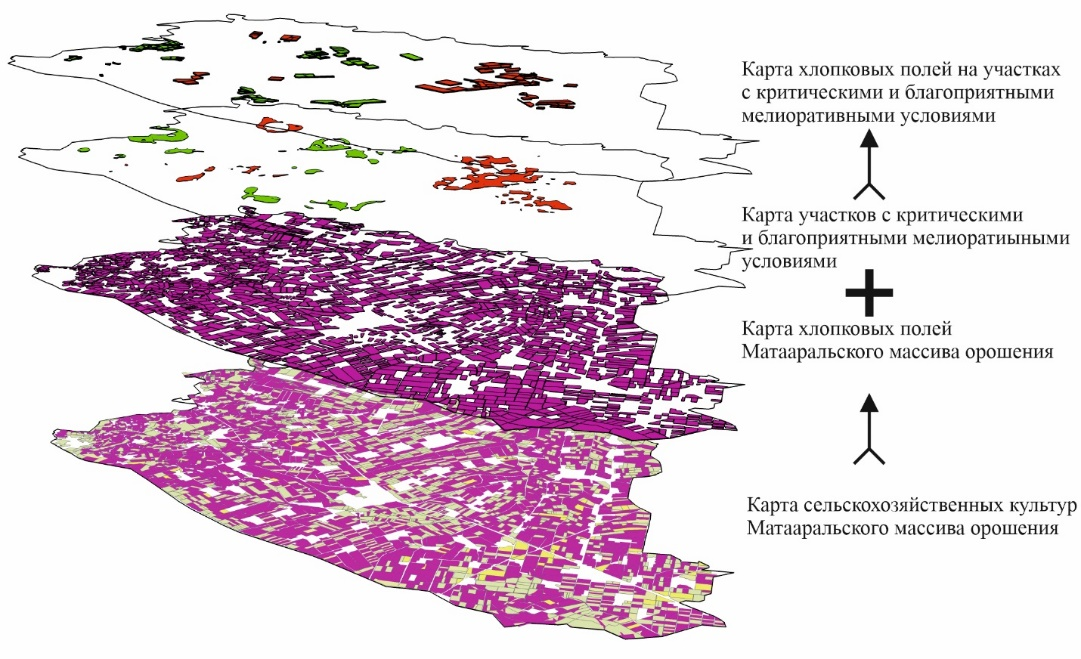 Карта хлопковых полей на участках
с критическими и благоприятными
мелиоративными условиями
Карта участков с критическими
и благоприятными мелиоратиыными
условиями
Карта хлопковых полей
Матааральского массива орошения
Карта сельскохозяйственных культур
Матааральского массива орошения